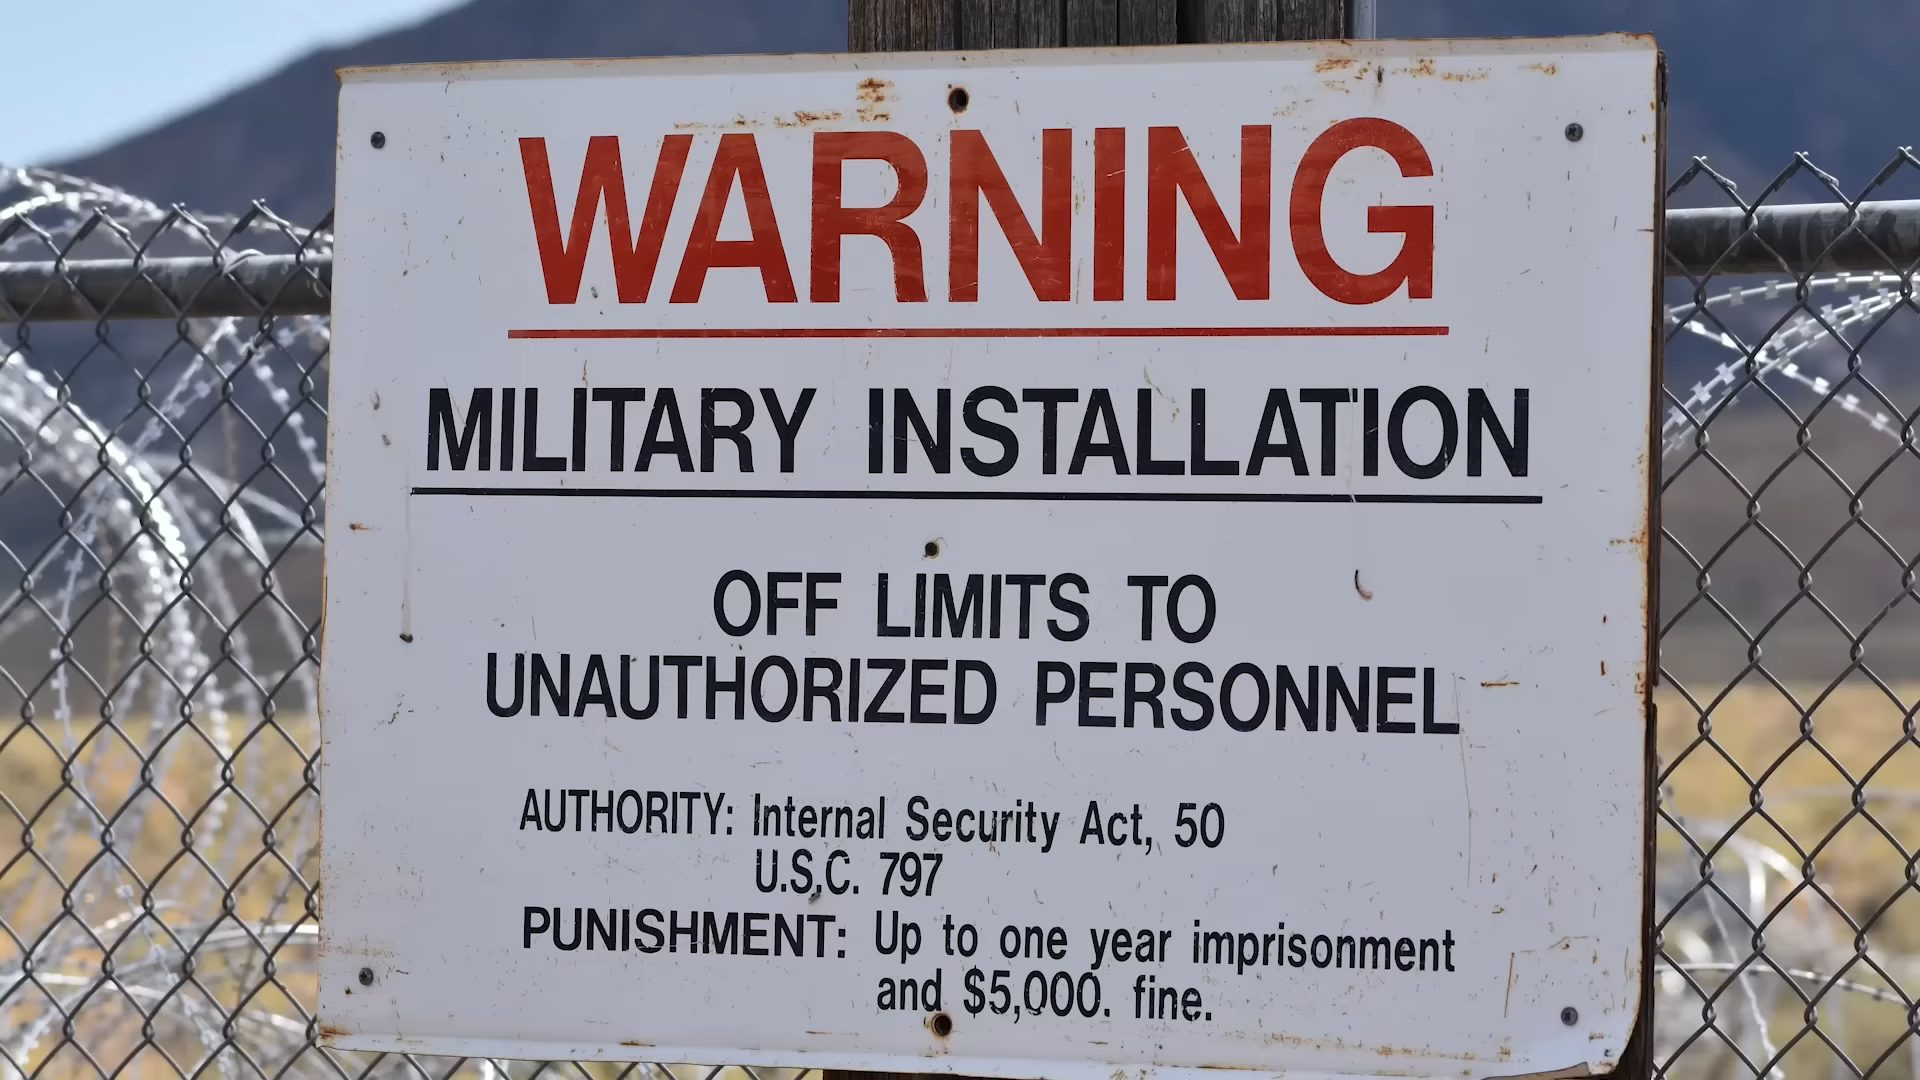 WARNING
MILITARY INSTALLATION
OFF LIMITS TO
UNAUTHORIZED PERSONNEL
AUTHORITY: Internal Security Act, 50
U.S.C. 797
PUNISHMENT: Up to one year imprisonment
and $5,000. fine.